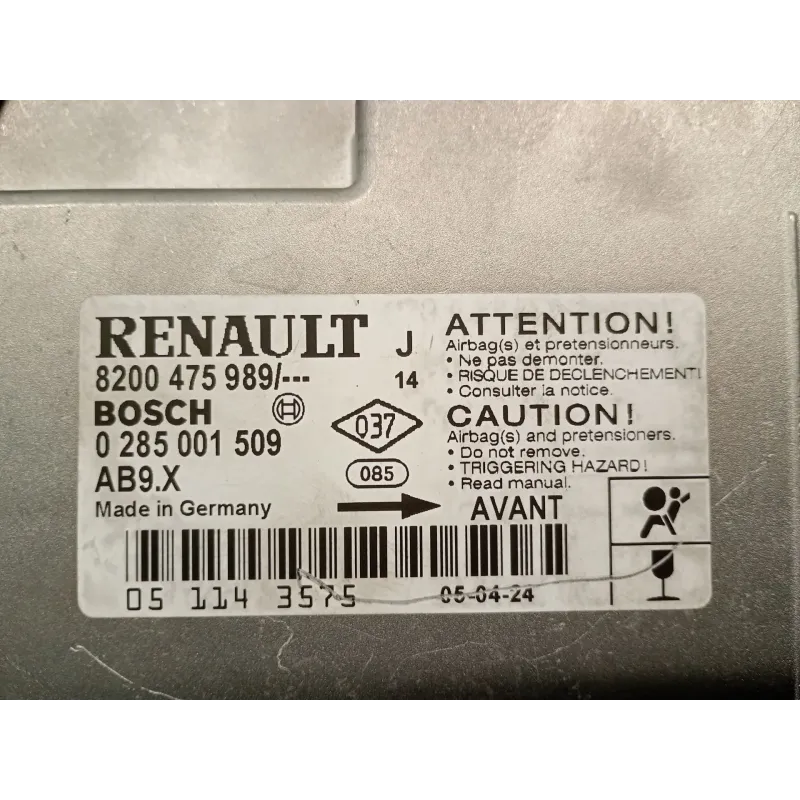 RENAULT J
8200 475 989/--- 14
BOSCH
0 285 001 509
AB9.X
Made in Germany
037
085
ATTENTION!
Airbag(s) et pretensionneurs.
• Ne pas demonter.
• RISQUE DE DECLENCHEMENT!
• Consulter la notice.
CAUTION!
Airbag(s) and pretensioners.
• Do not remove.
• TRIGGERING HAZARD!
• Read manual.
AVANT
05 114 3575
05-04-24